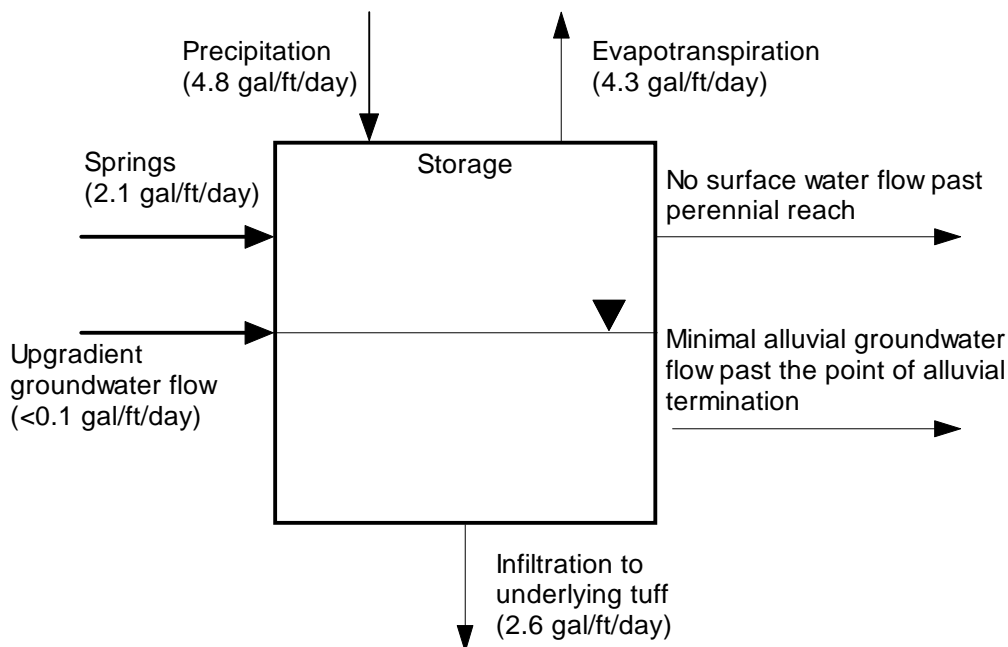 Precipitation
(4.8 gal/ft/day)
Evapotranspiration
(4.3 gal/ft/day)
Storage
Springs
(2.1 gal/ft/day)
No surface water flow past
perennial reach
Upgradient
groundwater flow
(<0.1 gal/ft/day)
Minimal alluvial groundwater
flow past the point of alluvial
termination
Infiltration to
underlying tuff
(2.6 gal/ft/day)